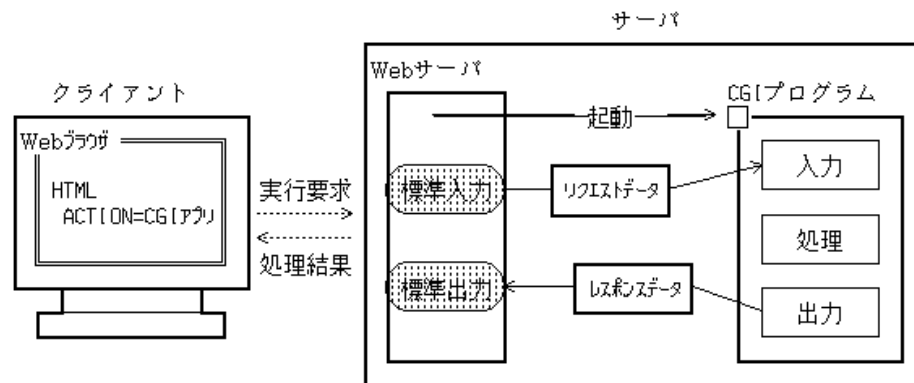 サーバ
クライアント
Webサーバ
CGIプログラム
起動
Webブラウザ
HTML
ACTION=CGIアプリ
実行要求
処理結果
標準入力
リクエストデータ
入力
処理
標準出力
レスポンスデータ
出力